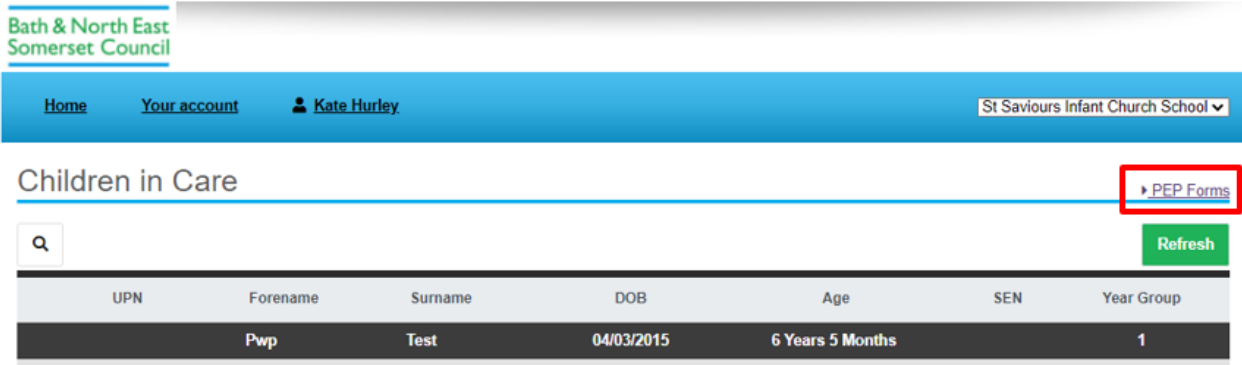 Bath & North East
Somerset Council
Home Your account Kate Hurley St Saviours Infant Church School
Children in Care
PEP Forms
Refresh
UPN Forename Surname DOB Age SEN Year Group
Pwp Test 04/03/2015 6 Years 5 Months 1